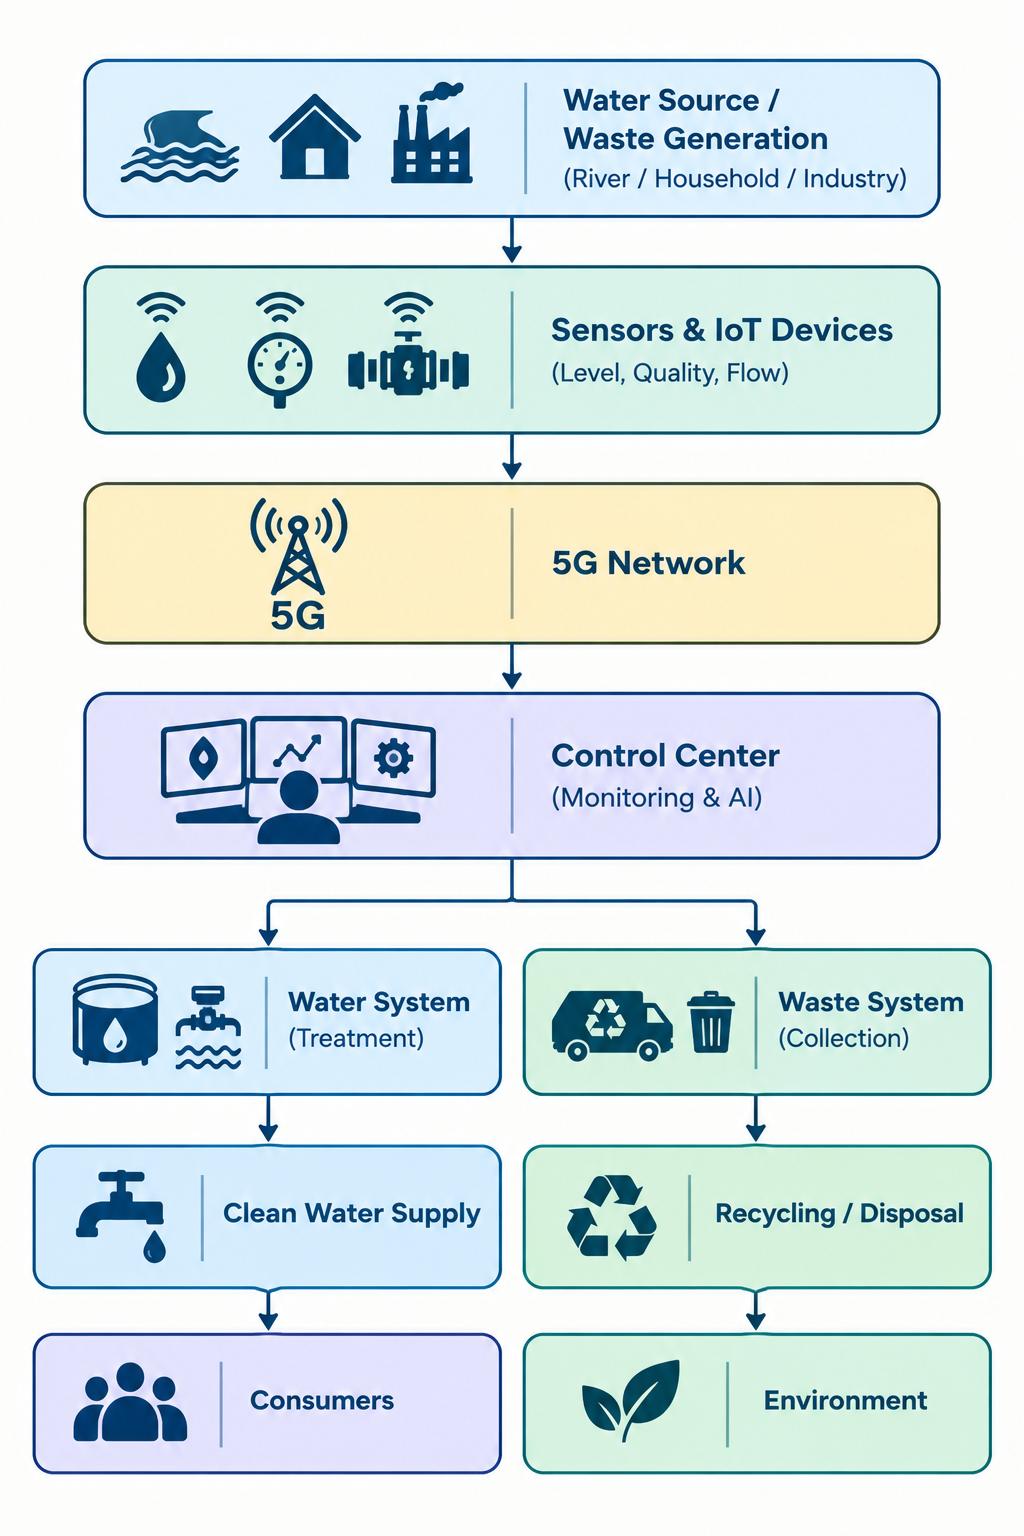 Water Source /
Waste Generation
(River / Household / Industry)
Sensors & IoT Devices
(Level, Quality, Flow)
5G
5G Network
Control Center
(Monitoring & AI)
Water System
(Treatment)
Waste System
(Collection)
Clean Water Supply
Recycling / Disposal
Consumers
Environment